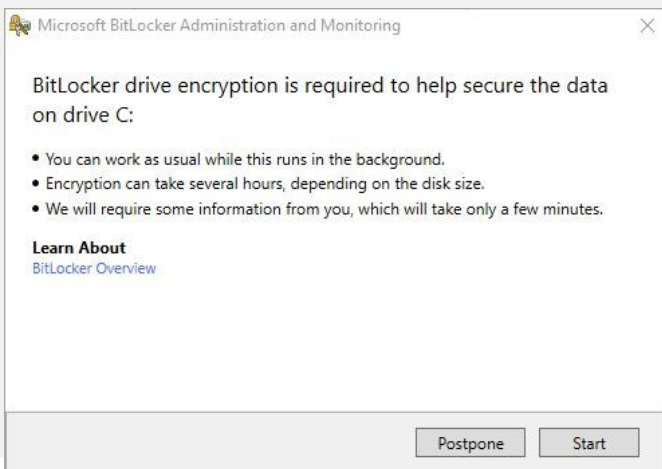 Microsoft BitLocker Administration and Monitoring
BitLocker drive encryption is required to help secure the data
on drive C:
• You can work as usual while this runs in the background.
• Encryption can take several hours, depending on the disk size.
• We will require some information from you, which will take only a few minutes.
Learn About
BitLocker Overview
Postpone Start